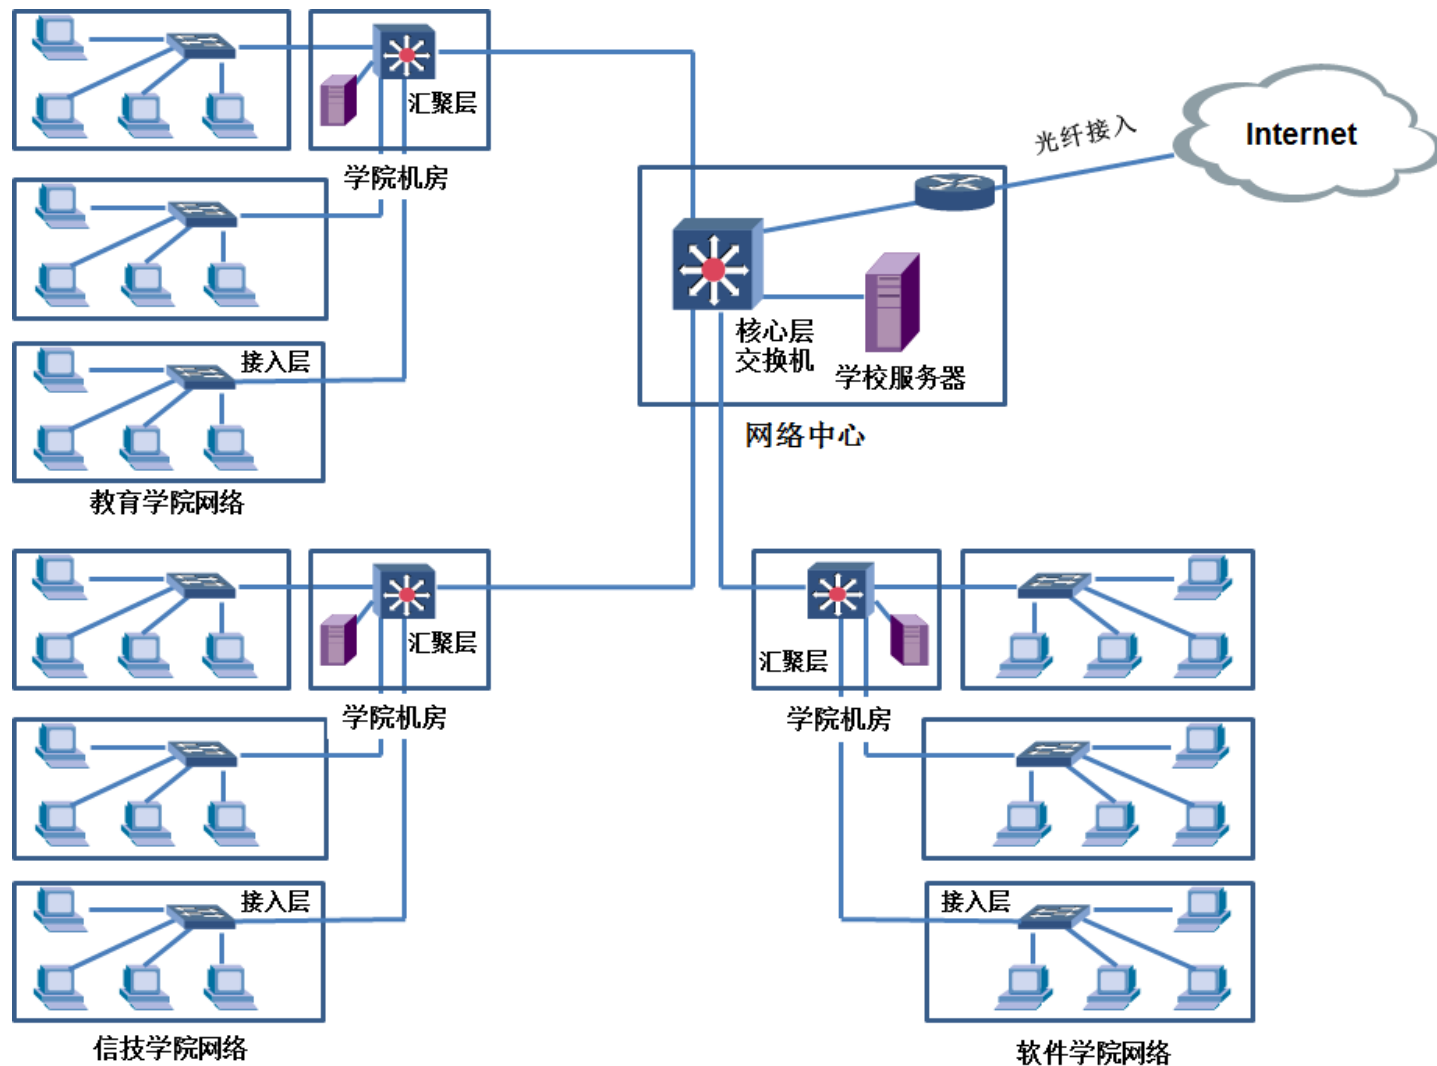 汇聚层
学院机房
接入层
教育学院网络
光纤接入
Internet
核心层
交换机
学校服务器
网络中心
汇聚层
学院机房
接入层
信技学院网络
汇聚层
学院机房
接入层
软件学院网络